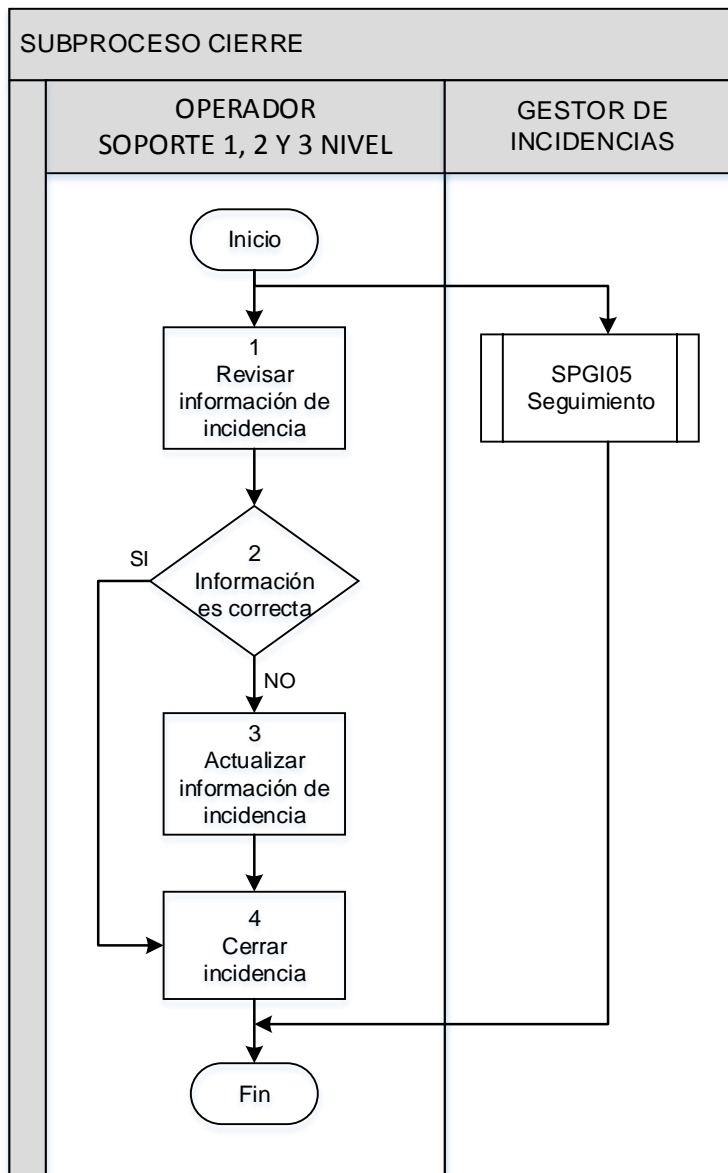 SUBPROCESO CIERRE
OPERADOR
SOPORTE 1, 2 Y 3 NIVEL
GESTOR DE
INCIDENCIAS
Inicio
1
Revisar
información de
incidencia
SPGI05
Seguimiento
SI
2
Información
es correcta
NO
3
Actualizar
información de
incidencia
4
Cerrar
incidencia
Fin